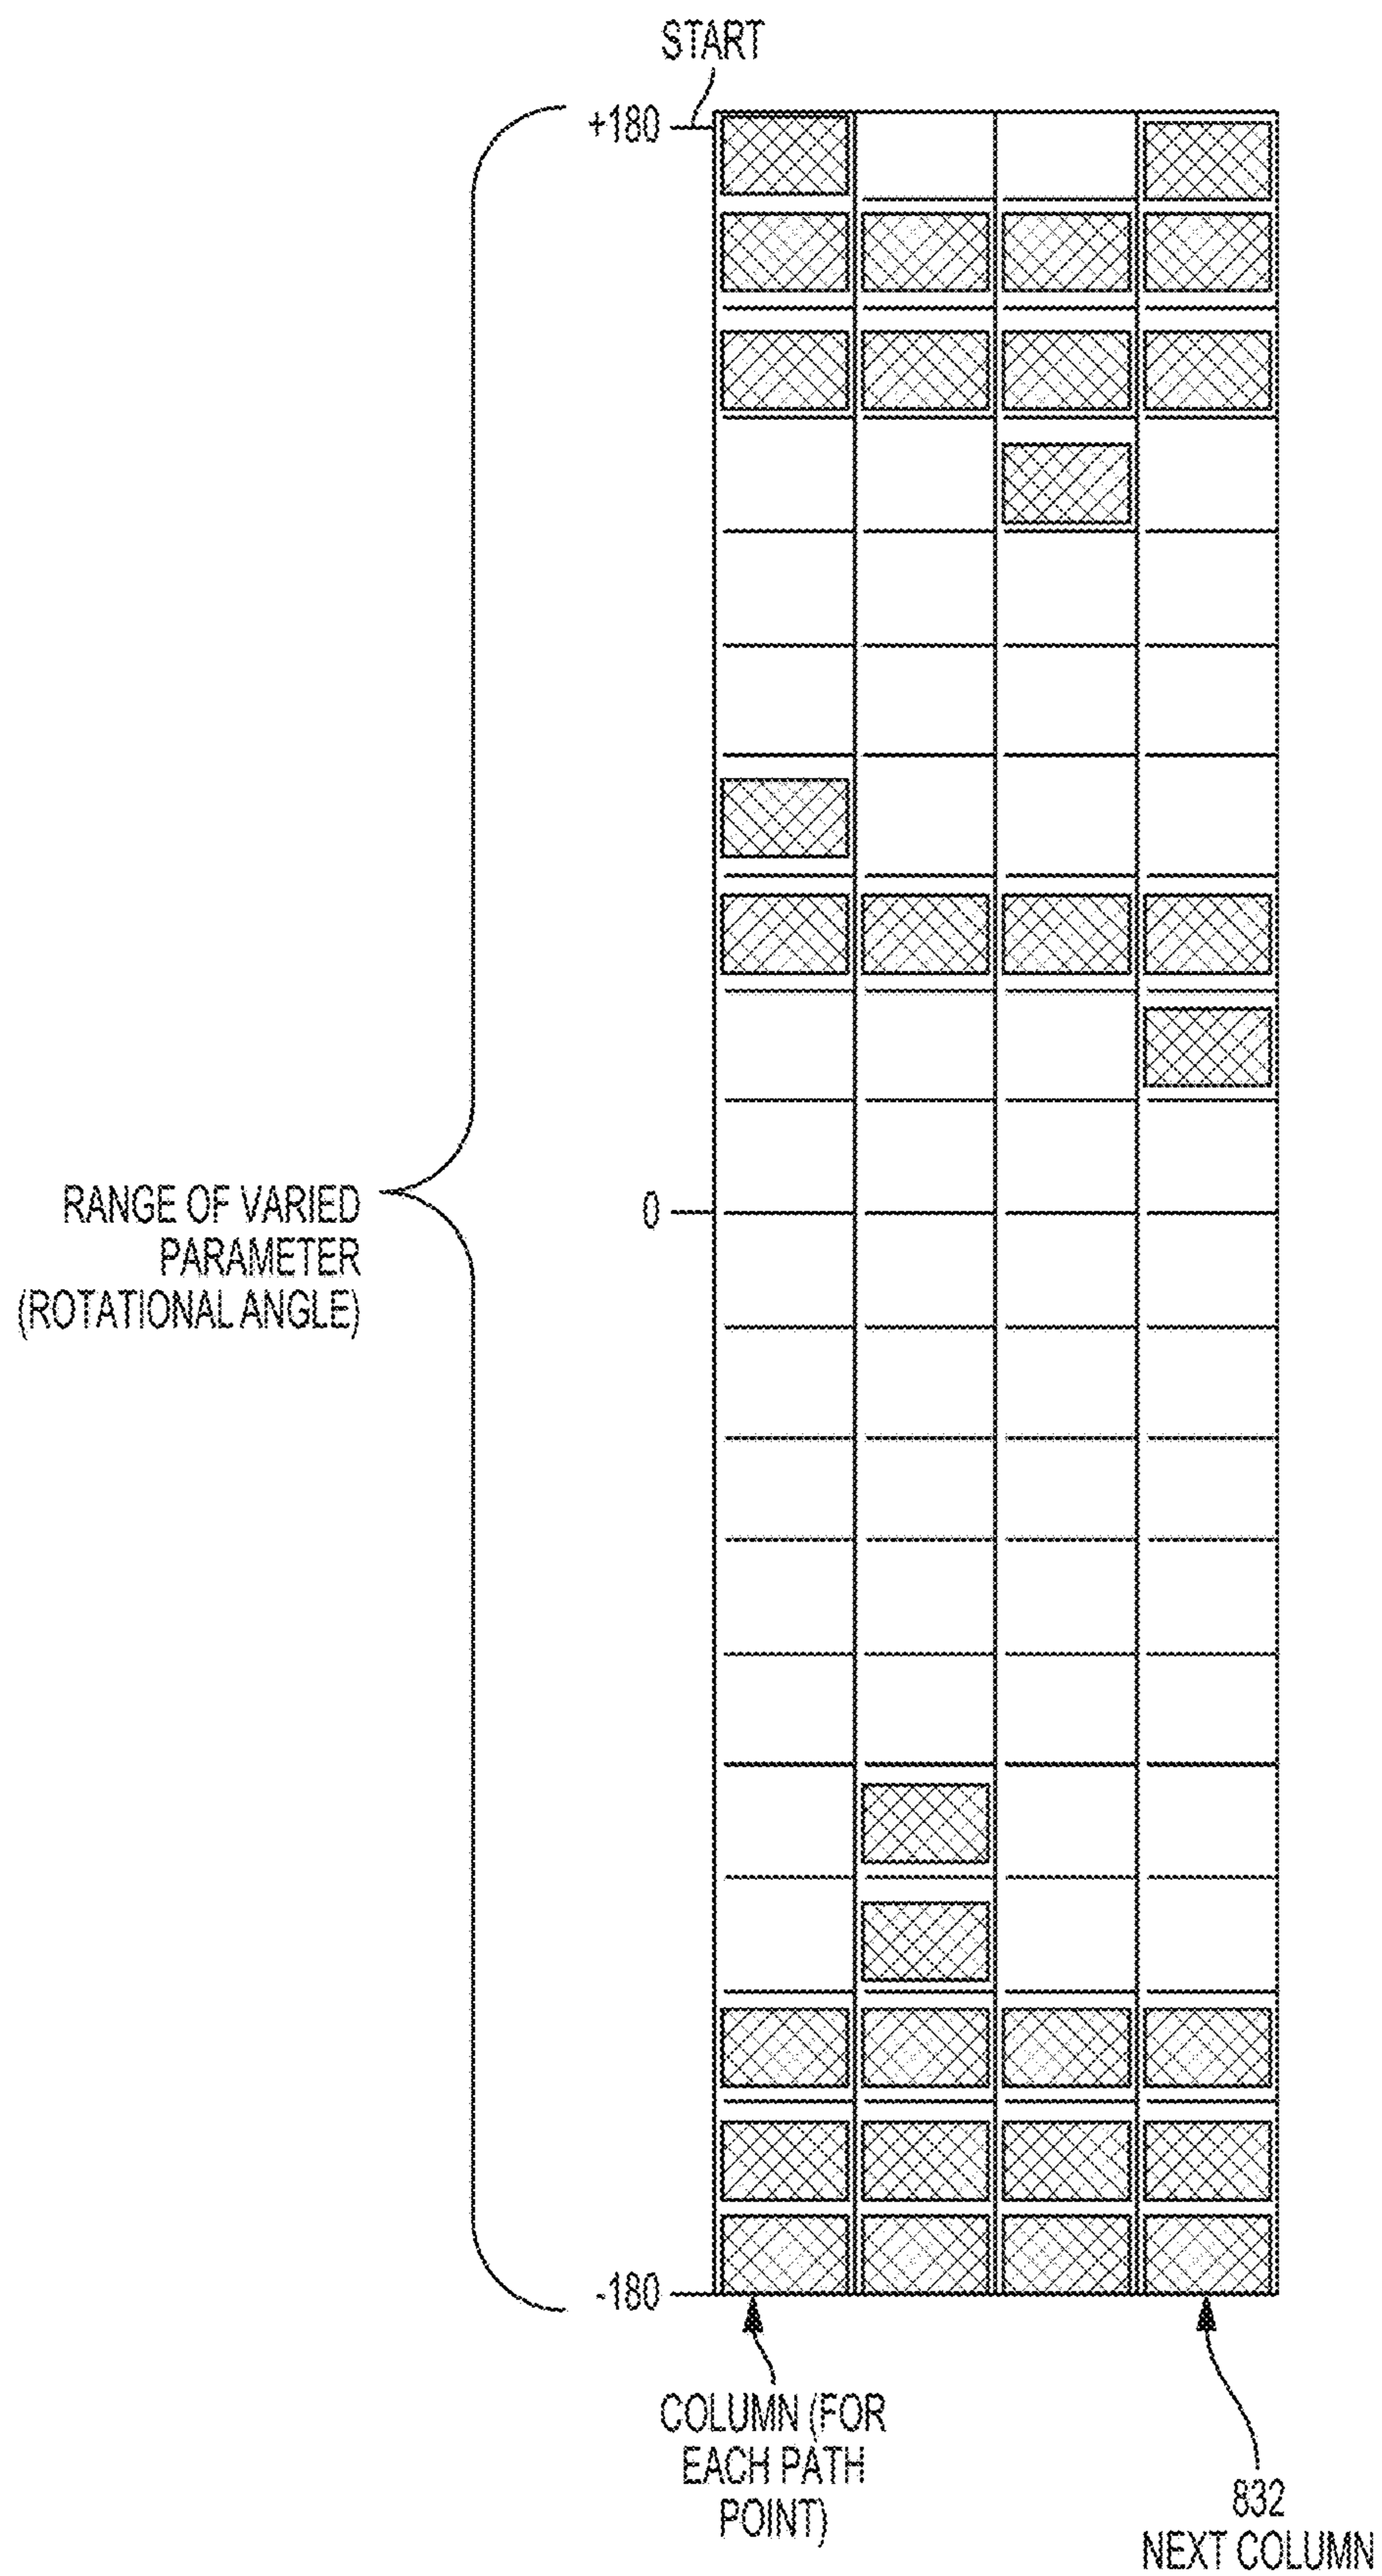 START
+180
0
RANGE OF VARIED
PARAMETER
(ROTATIONAL ANGLE)
-180
COLUMN (FOR
EACH PATH
POINT)
832
NEXT COLUMN